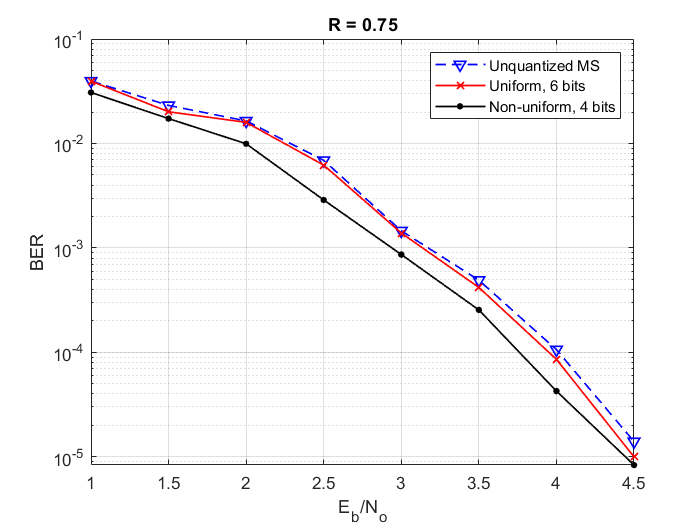 R = 0.75
Unquantized MS
Uniform, 6 bits
Non-uniform, 4 bits
BER
10^-1
10^-2
10^-3
10^-4
10^-5
1 1.5 2 2.5 3 3.5 4 4.5
E_b/N_o